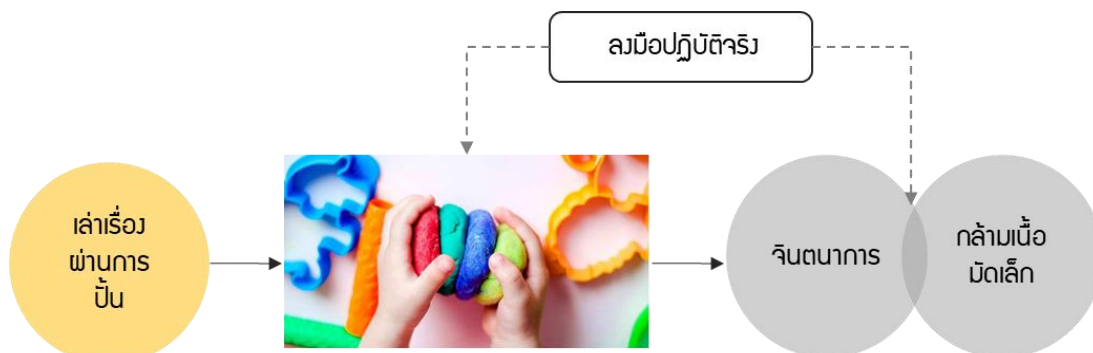 ลงมือปฏิบัติจริง
เล่าเรื่อง
ผ่านการ
ปั้น
จินตนาการ
กล้ามเนื้อ
มัดเล็ก